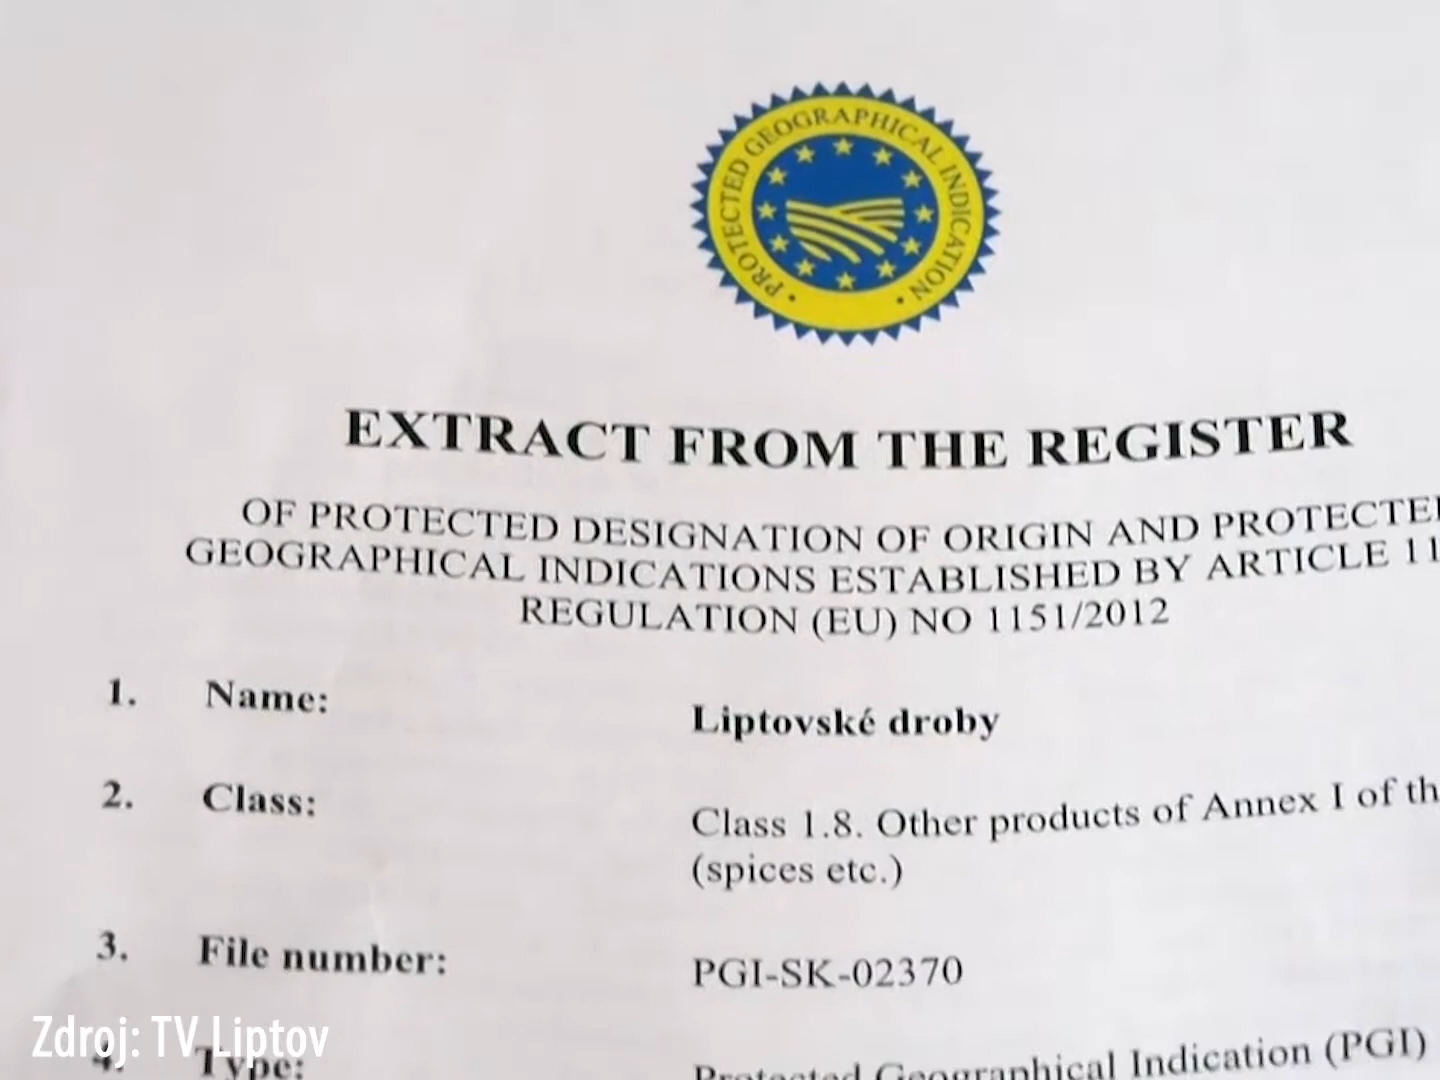 • PROTECTED GEOGRAPHICAL INDICATION •
EXTRACT FROM THE REGISTER
OF PROTECTED DESIGNATION OF ORIGIN AND
GEOGRAPHICAL INDICATIONS ESTABLISHED BY ARTICLE 11
REGULATION (EU) NO 1151/2012
1. Name: Liptovské droby
2. Class: Class 1.8. Other products of Annex I of
(spices etc.)
3. File number: PGI-SK-02370
4. Type: Protected Geographical Indication (PGI)
Zdroj: TV Liptov